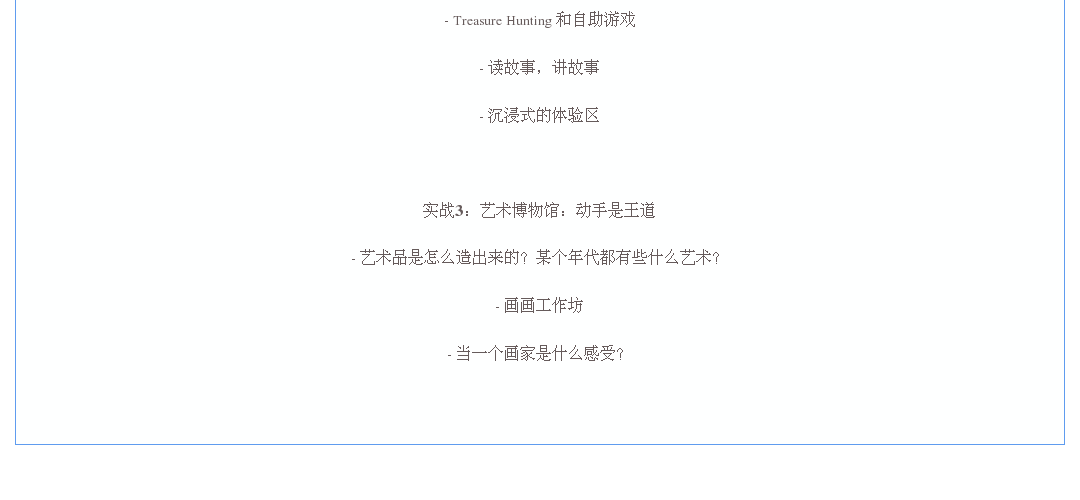 - Treasure Hunting 和自助游戏
- 读故事，讲故事
- 沉浸式的体验区
实战3：艺术博物馆：动手是王道
- 艺术品是怎么造出来的？某个年代都有些什么艺术？
- 画画工作坊
- 当一个画家是什么感受？